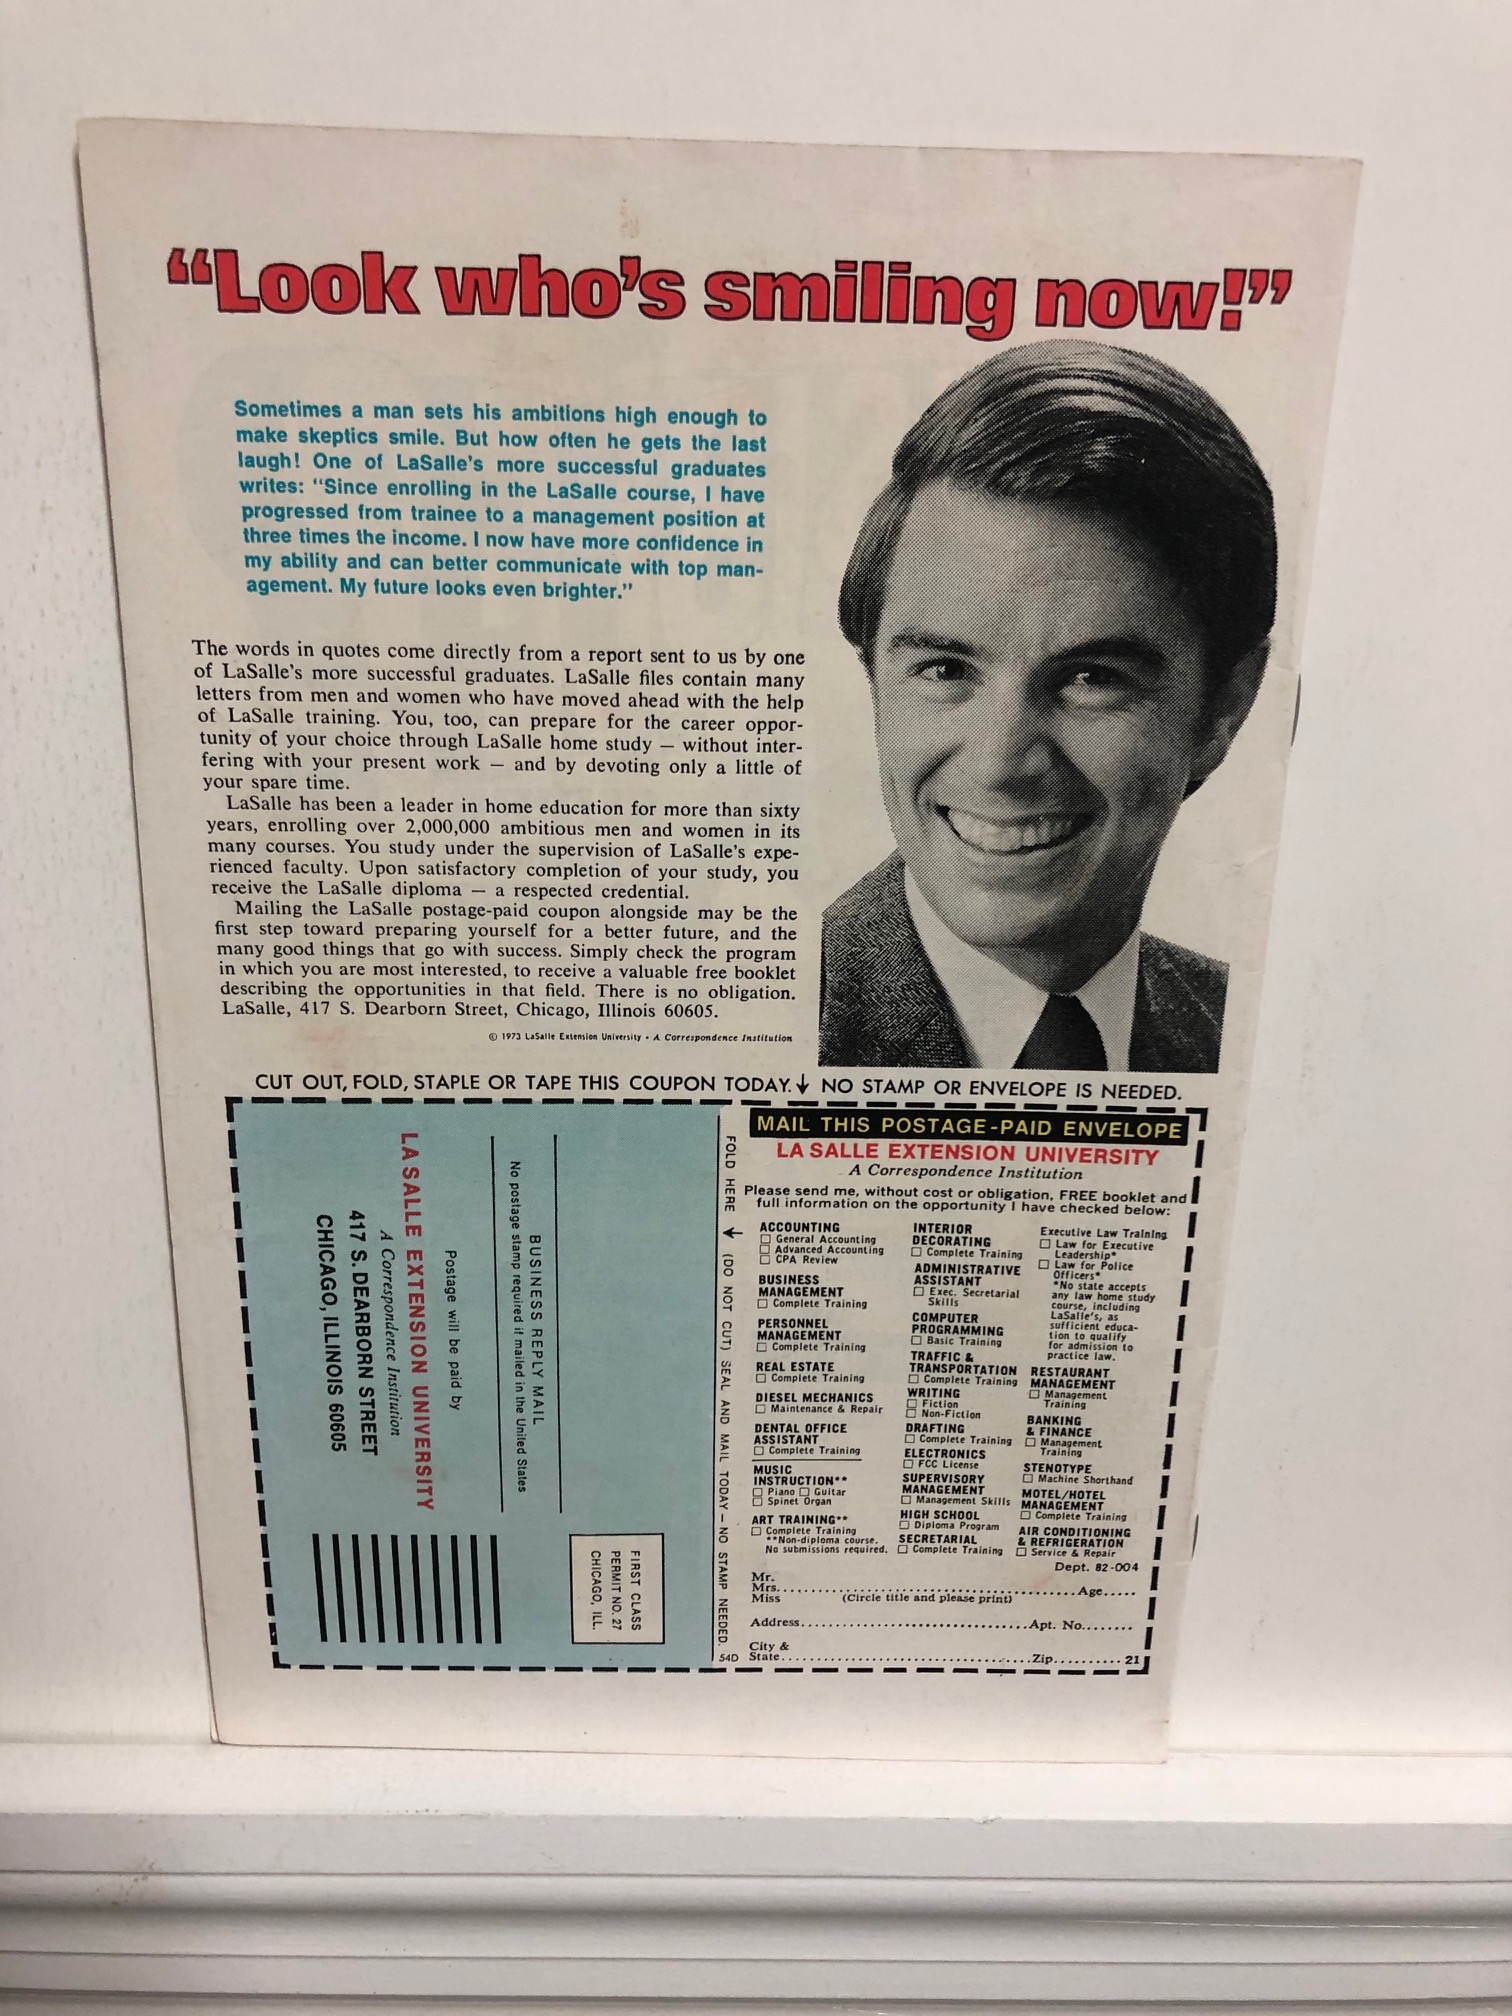 “Look who’s smiling now!”
Sometimes a man sets his ambitions high enough to
make skeptics smile. But how often he gets the last
laugh! One of LaSalle’s more successful graduates
writes: “Since enrolling in the LaSalle course, I have
progressed from trainee to a management position at
three times the income. I now have more confidence in
my ability and can better communicate with top man-
agement. My future looks even brighter.”
The words in quotes come directly from a report sent to us by one
of LaSalle’s more successful graduates. LaSalle files contain many
letters from men and women who have moved ahead with the help
of LaSalle training. You, too, can prepare for the career oppor-
tunity of your choice through LaSalle home study — without inter-
fering with your present work — and by devoting only a little of
your spare time.
LaSalle has been a leader in home education for more than sixty
years, enrolling over 2,000,000 ambitious men and women in its
many courses. You study under the supervision of LaSalle’s expe-
rienced faculty. Upon satisfactory completion of your study, you
receive the LaSalle diploma — a respected credential.
Mailing the LaSalle postage-paid coupon alongside may be the
first step toward preparing yourself for a better future, and the
many good things that go with success. Simply check the program
in which you are most interested, to receive a valuable free booklet
describing the opportunities in that field. There is no obligation.
LaSalle, 417 S. Dearborn Street, Chicago, Illinois 60605.
© 1973 LaSalle Extension University • A Correspondence Institution
CUT OUT, FOLD, STAPLE OR TAPE THIS COUPON TODAY. ↓ NO STAMP OR ENVELOPE IS NEEDED.
FIRST CLASS
PERMIT NO. 27
CHICAGO, ILL.
BUSINESS REPLY MAIL
No postage stamp required if mailed in the United States
Postage will be paid by
LA SALLE EXTENSION UNIVERSITY
A Correspondence Institution
417 S. DEARBORN STREET
CHICAGO, ILLINOIS 60605
FOLD HERE → (DO NOT CUT) SEAL AND MAIL TODAY – NO STAMP NEEDED.
54D
MAIL THIS POSTAGE-PAID ENVELOPE
LA SALLE EXTENSION UNIVERSITY
A Correspondence Institution
Please send me, without cost or obligation, FREE booklet and
full information on the opportunity I have checked below:
ACCOUNTING
☐ General Accounting
☐ Advanced Accounting
☐ CPA Review
BUSINESS
MANAGEMENT
☐ Complete Training
PERSONNEL
MANAGEMENT
☐ Complete Training
REAL ESTATE
☐ Complete Training
DIESEL MECHANICS
☐ Maintenance & Repair
DENTAL OFFICE
ASSISTANT
☐ Complete Training
MUSIC
INSTRUCTION**
☐ Piano ☐ Guitar
☐ Spinet Organ
ART TRAINING**
☐ Complete Training
**Non-diploma course.
No submissions required.
INTERIOR
DECORATING
☐ Complete Training
ADMINISTRATIVE
ASSISTANT
☐ Exec. Secretarial
Skills
COMPUTER
PROGRAMMING
☐ Basic Training
TRAFFIC &
TRANSPORTATION
☐ Complete Training
WRITING
☐ Fiction
☐ Non-Fiction
DRAFTING
☐ Complete Training
ELECTRONICS
☐ FCC License
SUPERVISORY
MANAGEMENT
☐ Management Skills
HIGH SCHOOL
☐ Diploma Program
SECRETARIAL
☐ Complete Training
Executive Law Training
☐ Law for Executive
Leadership*
☐ Law for Police
Officers*
*No state accepts
any law home study
course, including
LaSalle’s, as
sufficient educa-
tion to qualify
for admission to
practice law.
RESTAURANT
MANAGEMENT
☐ Management
Training
BANKING
& FINANCE
☐ Management
Training
STENOTYPE
☐ Machine Shorthand
MOTEL/HOTEL
MANAGEMENT
☐ Complete Training
AIR CONDITIONING
& REFRIGERATION
☐ Service & Repair
Dept. 82-004
Mr.
Mrs. Age
Miss (Circle title and please print)
Address Apt. No.
City &
State Zip 21